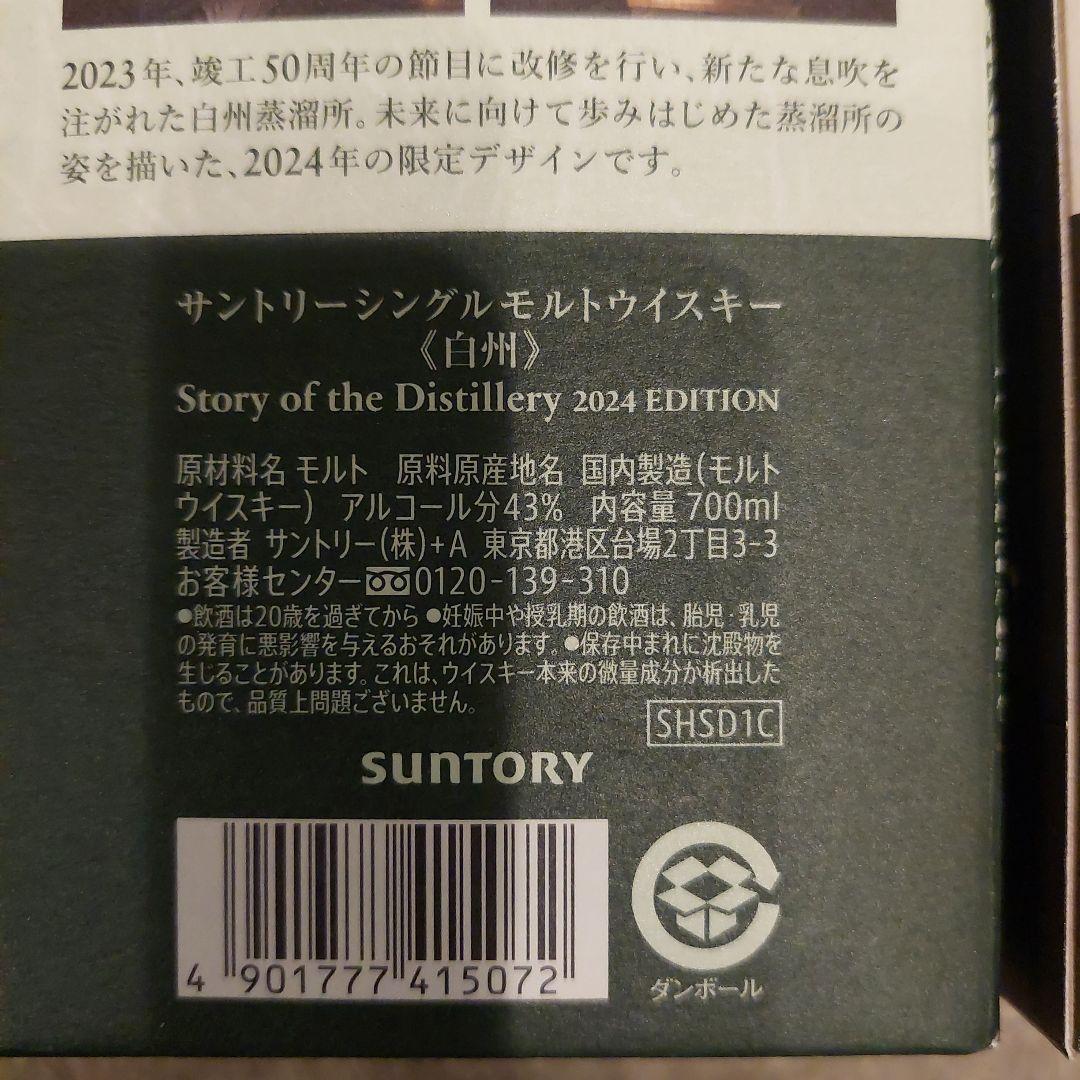 2023年、竣工50周年の節目に改修を行い、新たな息吹を
注がれた白州蒸溜所。未来に向けて歩みはじめた蒸溜所の
姿を描いた、2024年の限定デザインです。
サントリーシングルモルトウイスキー
《白州》
Story of the Distillery 2024 EDITION
原材料名 モルト 原料原産地名 国内製造(モルト
ウイスキー) アルコール分43% 内容量 700ml
製造者 サントリー(株)+A 東京都港区台場2丁目3-3
お客様センター 0120-139-310
●飲酒は20歳を過ぎてから ●妊娠中や授乳期の飲酒は、胎児・乳児
の発育に悪影響を与えるおそれがあります。●保存中まれに沈殿物を
生じることがあります。これは、ウイスキー本来の微量成分が析出した
もので、品質上問題ございません。
SHSD1C
SUNTORY
4 901777 415072
ダンボール